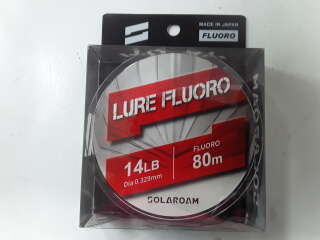 MADE IN JAPAN
FLUORO
LURE FLUORO
14LB
Dia 0.329mm
FLUORO
80m
SOLAROAM